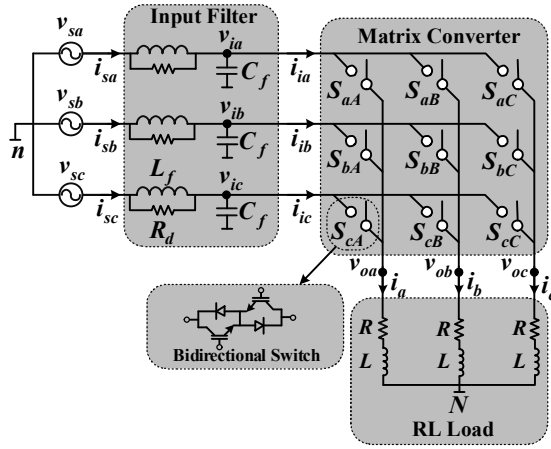 Input Filter
Matrix Converter
v_sa
i_sa
v_ia
C_f
i_ia
S_aA
S_aB
S_aC
v_sb
i_sb
v_ib
C_f
i_ib
S_bA
S_bB
S_bC
n
v_sc
i_sc
L_f
R_d
v_ic
C_f
i_ic
S_cA
S_cB
S_cC
v_oa
i_a
v_ob
i_b
v_oc
R
R
R
L
L
L
N
RL Load
Bidirectional Switch